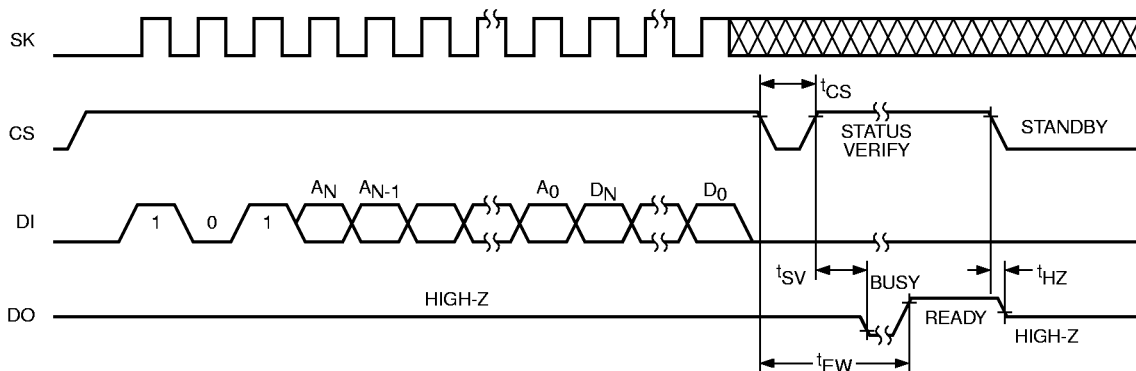 SK
tCS
CS
STATUS
VERIFY
STANDBY
AN
AN-1
A0
DN
D0
DI
1
0
1
tSV
BUSY
tHZ
HIGH-Z
DO
READY
HIGH-Z
tEW